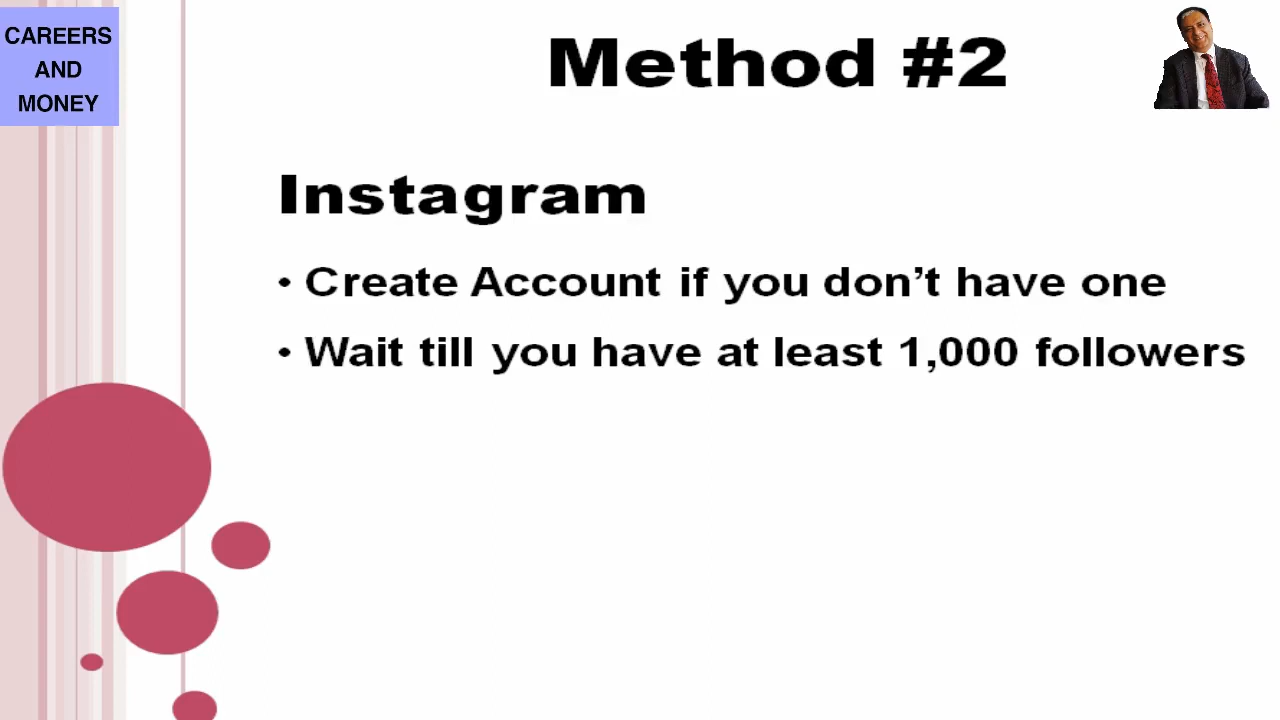 CAREERS
AND
MONEY
Method #2
Instagram
• Create Account if you don’t have one
• Wait till you have at least 1,000 followers